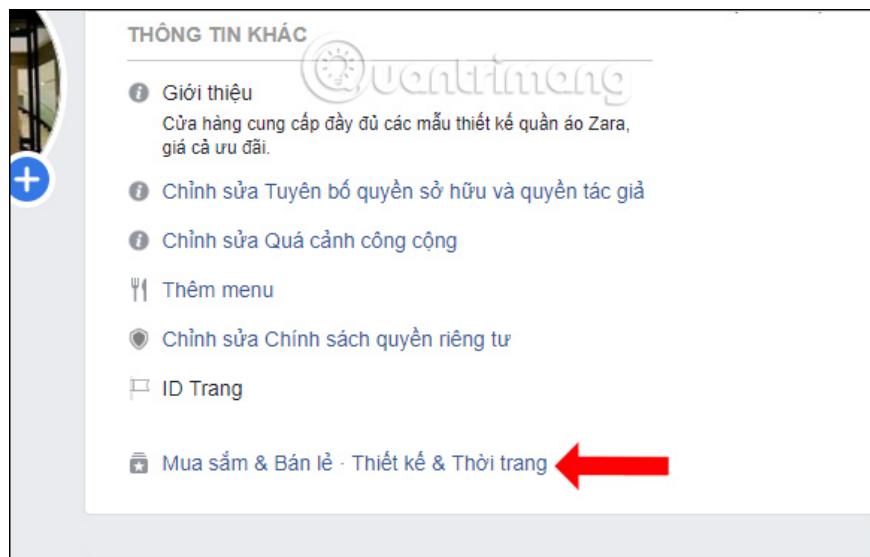 THÔNG TIN KHÁC
Quantrimang
Giới thiệu
Cửa hàng cung cấp đầy đủ các mẫu thiết kế quần áo Zara,
giá cả ưu đãi.
Chỉnh sửa Tuyên bố quyền sở hữu và quyền tác giả
Chỉnh sửa Quá cảnh công cộng
Thêm menu
Chỉnh sửa Chính sách quyền riêng tư
ID Trang
Mua sắm & Bán lẻ · Thiết kế & Thời trang